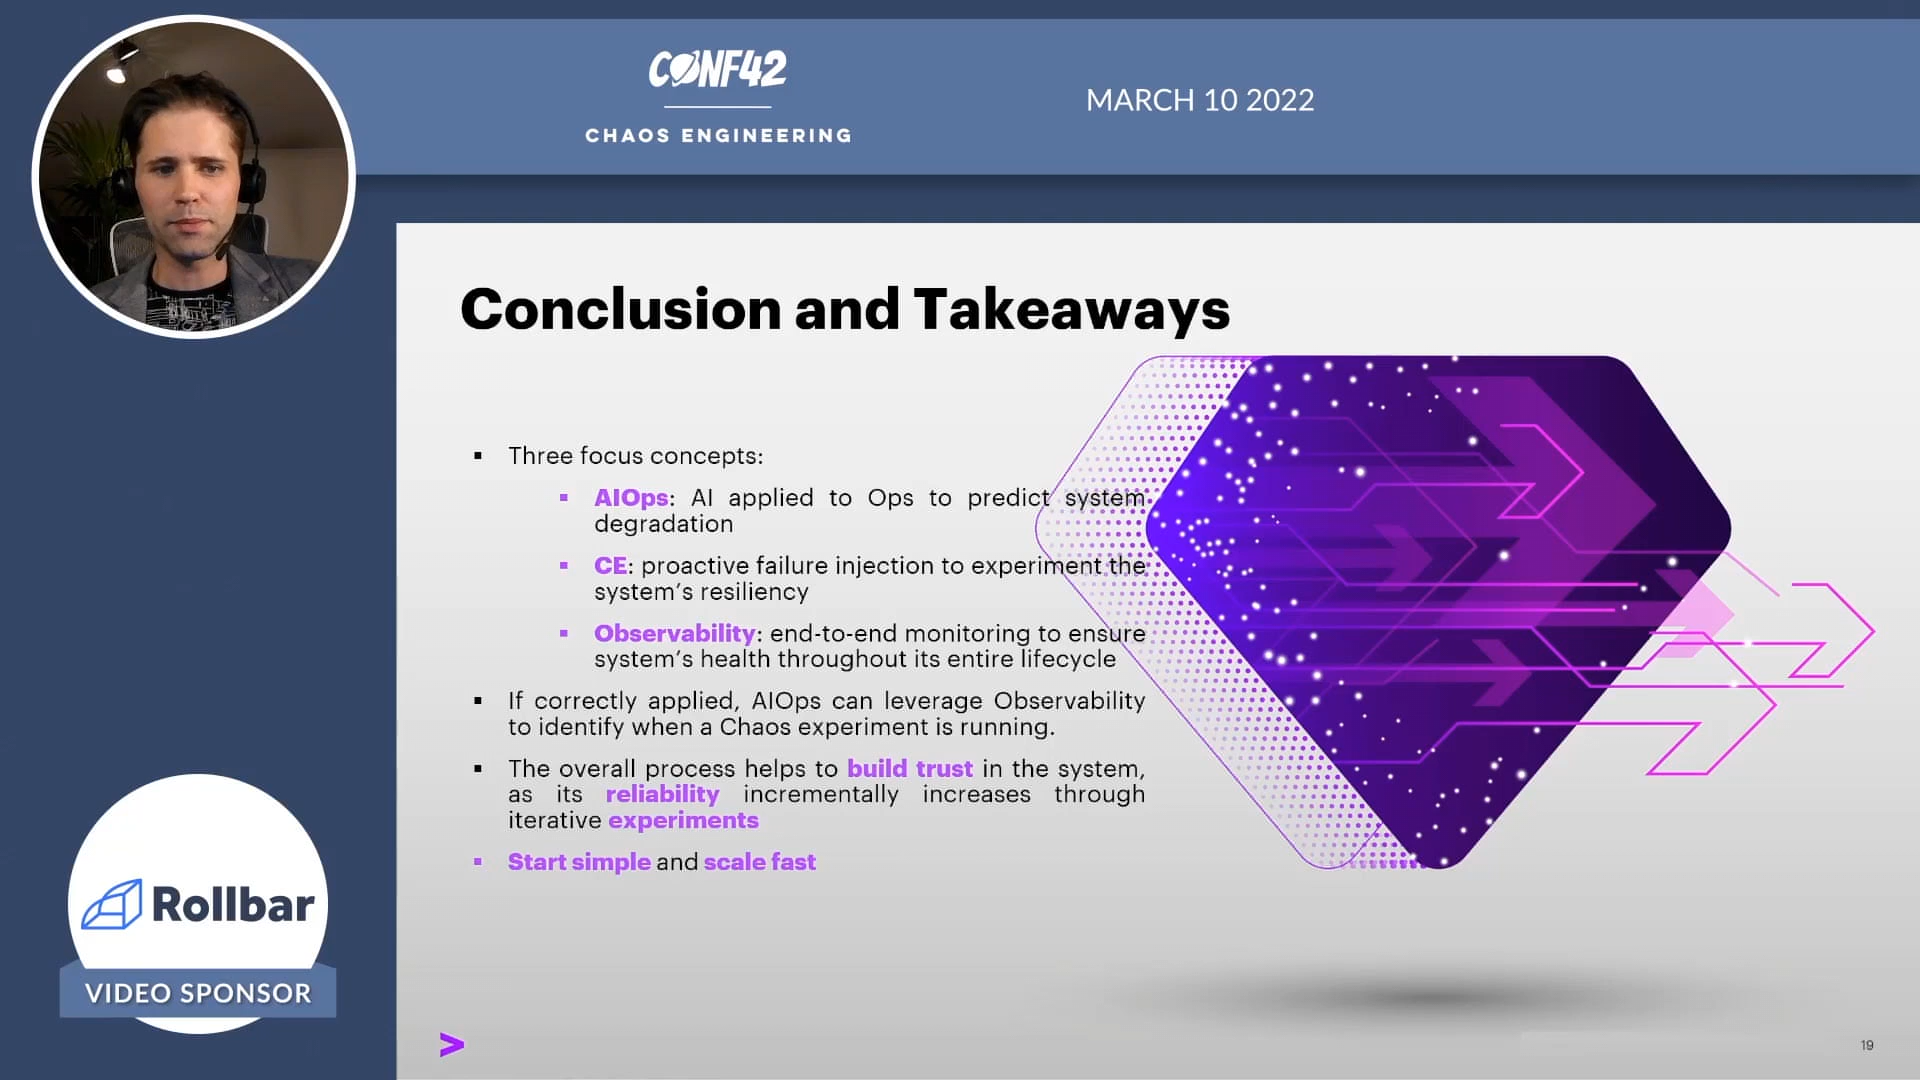 CONF42
CHAOS ENGINEERING
MARCH 10 2022
Conclusion and Takeaways
▪ Three focus concepts:
▪ AIOps: AI applied to Ops to predict system
degradation
▪ CE: proactive failure injection to experiment the
system's resiliency
▪ Observability: end-to-end monitoring to ensure
system's health throughout its entire lifecycle
▪ If correctly applied, AIOps can leverage Observability
to identify when a Chaos experiment is running.
▪ The overall process helps to build trust in the system,
as its reliability incrementally increases through
iterative experiments
▪ Start simple and scale fast
Rollbar
VIDEO SPONSOR
>
19